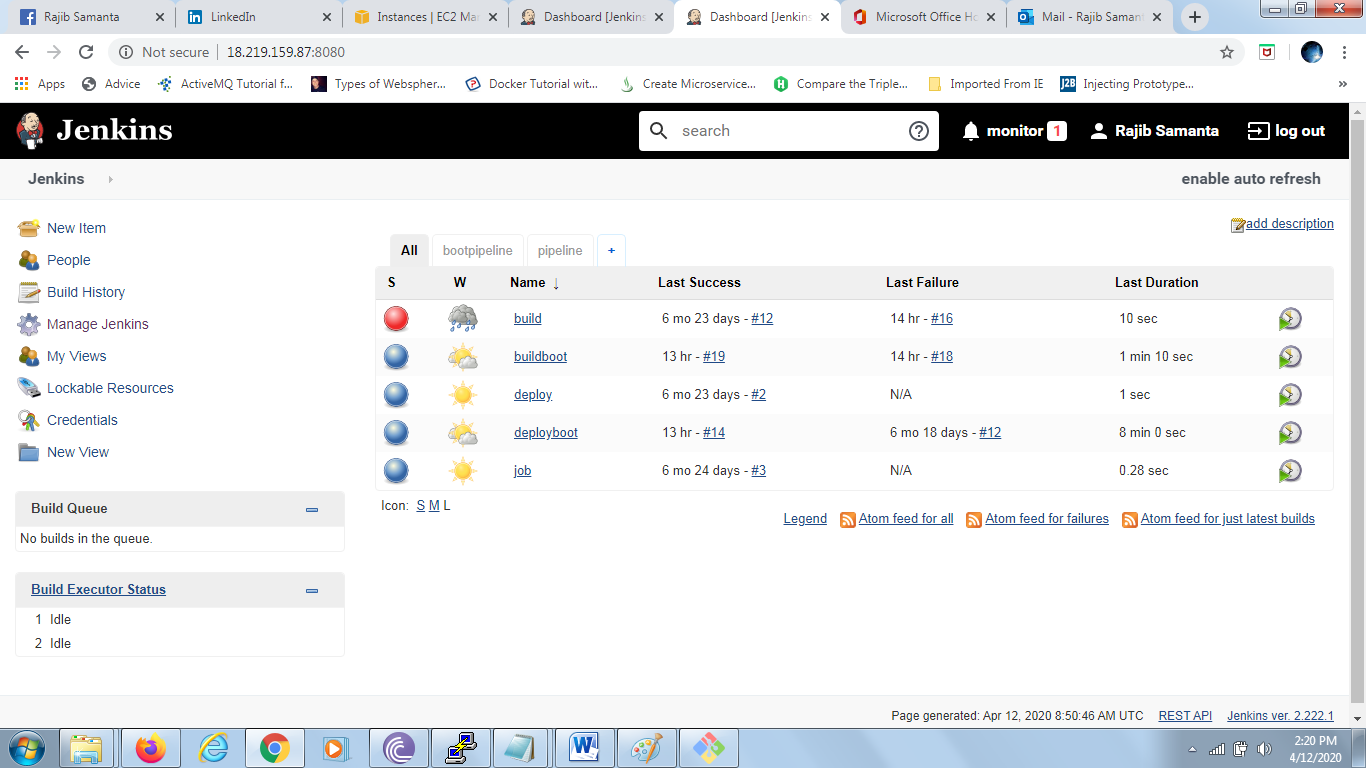 Rajib Samanta
LinkedIn
Instances | EC2 Man
Dashboard [Jenkins
Dashboard [Jenkins
Microsoft Office Ho
Mail - Rajib Samant
Not secure | 18.219.159.87:8080
Apps Advice ActiveMQ Tutorial f... Types of Webspher... Docker Tutorial wit... Create Microservice... Compare the Triple... Imported From IE J2B Injecting Prototype... »
Jenkins search monitor 1 Rajib Samanta log out
Jenkins enable auto refresh
add description
New Item
People
Build History
Manage Jenkins
My Views
Lockable Resources
Credentials
New View
Build Queue
No builds in the queue.
Build Executor Status
1 Idle
2 Idle
All bootpipeline pipeline +
S W Name ↓ Last Success Last Failure Last Duration
build 6 mo 23 days - #12 14 hr - #16 10 sec
buildboot 13 hr - #19 14 hr - #18 1 min 10 sec
deploy 6 mo 23 days - #2 N/A 1 sec
deployboot 13 hr - #14 6 mo 18 days - #12 8 min 0 sec
job 6 mo 24 days - #3 N/A 0.28 sec
Icon: S M L
Legend Atom feed for all Atom feed for failures Atom feed for just latest builds
Page generated: Apr 12, 2020 8:50:46 AM UTC REST API Jenkins ver. 2.222.1
2:20 PM
4/12/2020